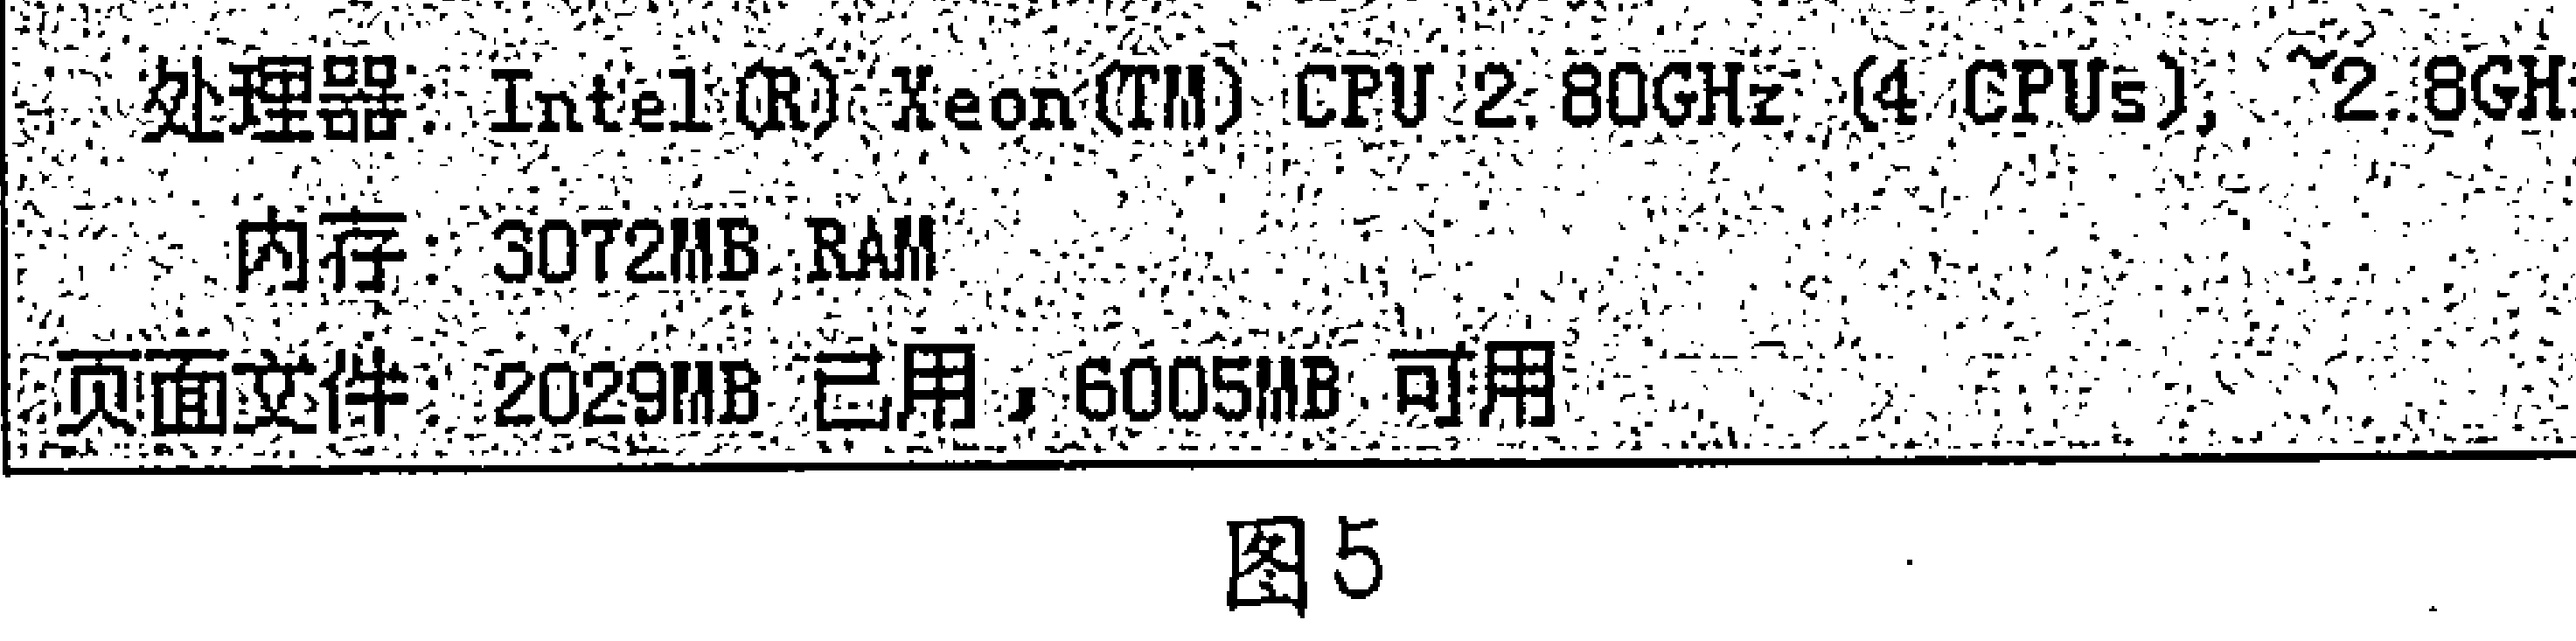 处理器: Intel(R) Xeon(TM) CPU 2.80GHz (4 CPUs), ~2.8GH
内存: 3072MB RAM
页面文件: 2029MB 已用，6005MB 可用
图5